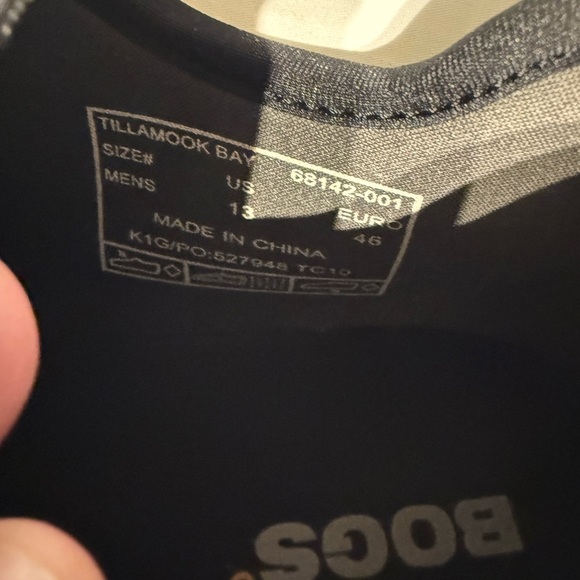 TILLAMOOK BAY 68142-001
SIZE# US EURO
MENS 13 46
MADE IN CHINA
K1G/PO:527948 TC10
BOGS